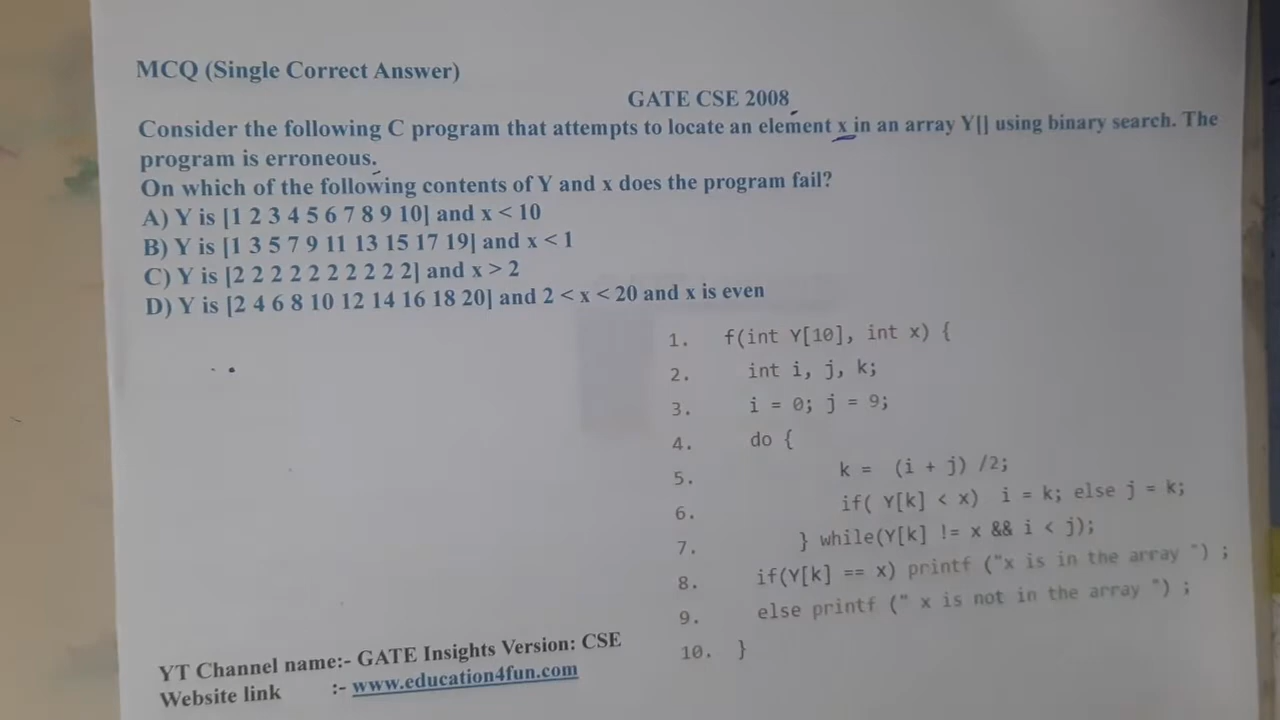 MCQ (Single Correct Answer)
GATE CSE 2008
Consider the following C program that attempts to locate an element x in an array Y[] using binary search. The
program is erroneous.
On which of the following contents of Y and x does the program fail?
A) Y is [1 2 3 4 5 6 7 8 9 10] and x < 10
B) Y is [1 3 5 7 9 11 13 15 17 19] and x < 1
C) Y is [2 2 2 2 2 2 2 2 2 2] and x > 2
D) Y is [2 4 6 8 10 12 14 16 18 20] and 2 < x < 20 and x is even
1. f(int Y[10], int x) {
2. int i, j, k;
3. i = 0; j = 9;
4. do {
5. k = (i + j) /2;
6. if( Y[k] < x) i = k; else j = k;
7. } while(Y[k] != x && i < j);
8. if(Y[k] == x) printf ("x is in the array ") ;
9. else printf (" x is not in the array ") ;
10. }
YT Channel name:- GATE Insights Version: CSE
Website link :- www.education4fun.com